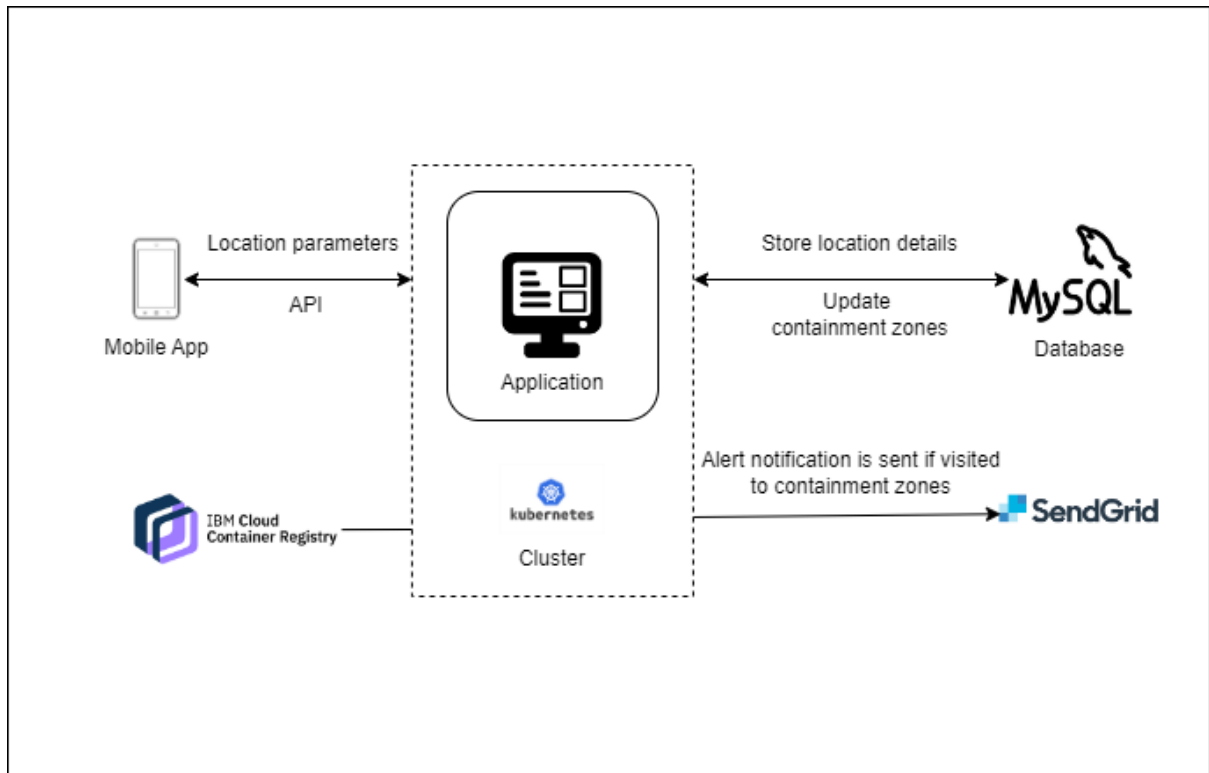 Location parameters
API
Mobile App
Application
Store location details
Update
containment zones
MySQL
Database
IBM Cloud
Container Registry
kubernetes
Cluster
Alert notification is sent if visited
to containment zones
SendGrid